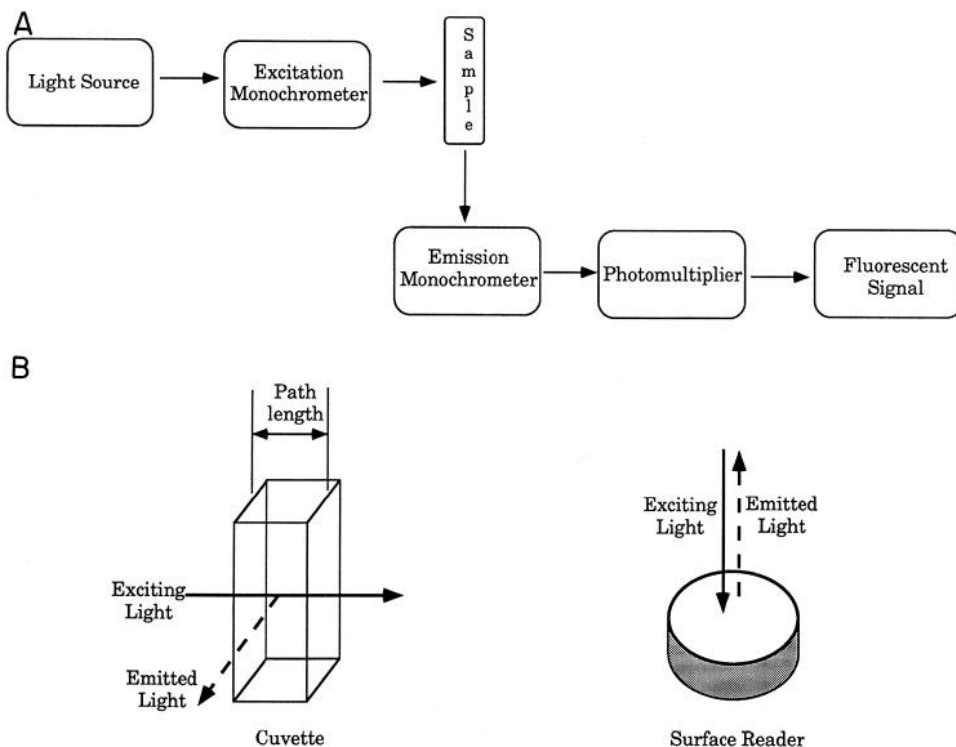 A
Light Source
Excitation
Monochrometer
Sample
Emission
Monochrometer
Photomultiplier
Fluorescent
Signal
B
Path
length
Exciting
Light
Emitted
Light
Cuvette
Exciting
Light
Emitted
Light
Surface Reader